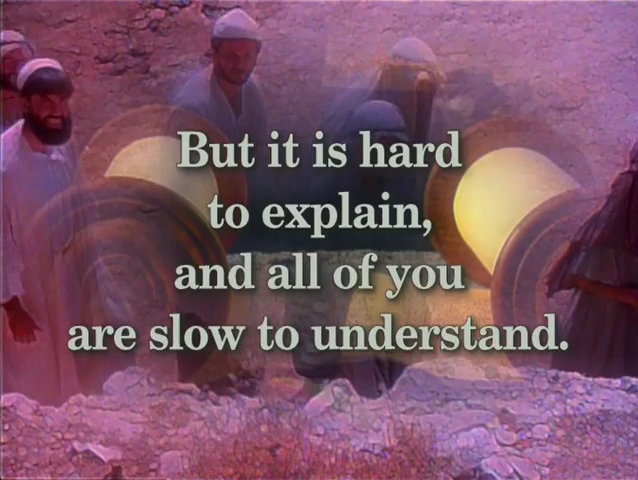 But it is hard
to explain,
and all of you
are slow to understand.